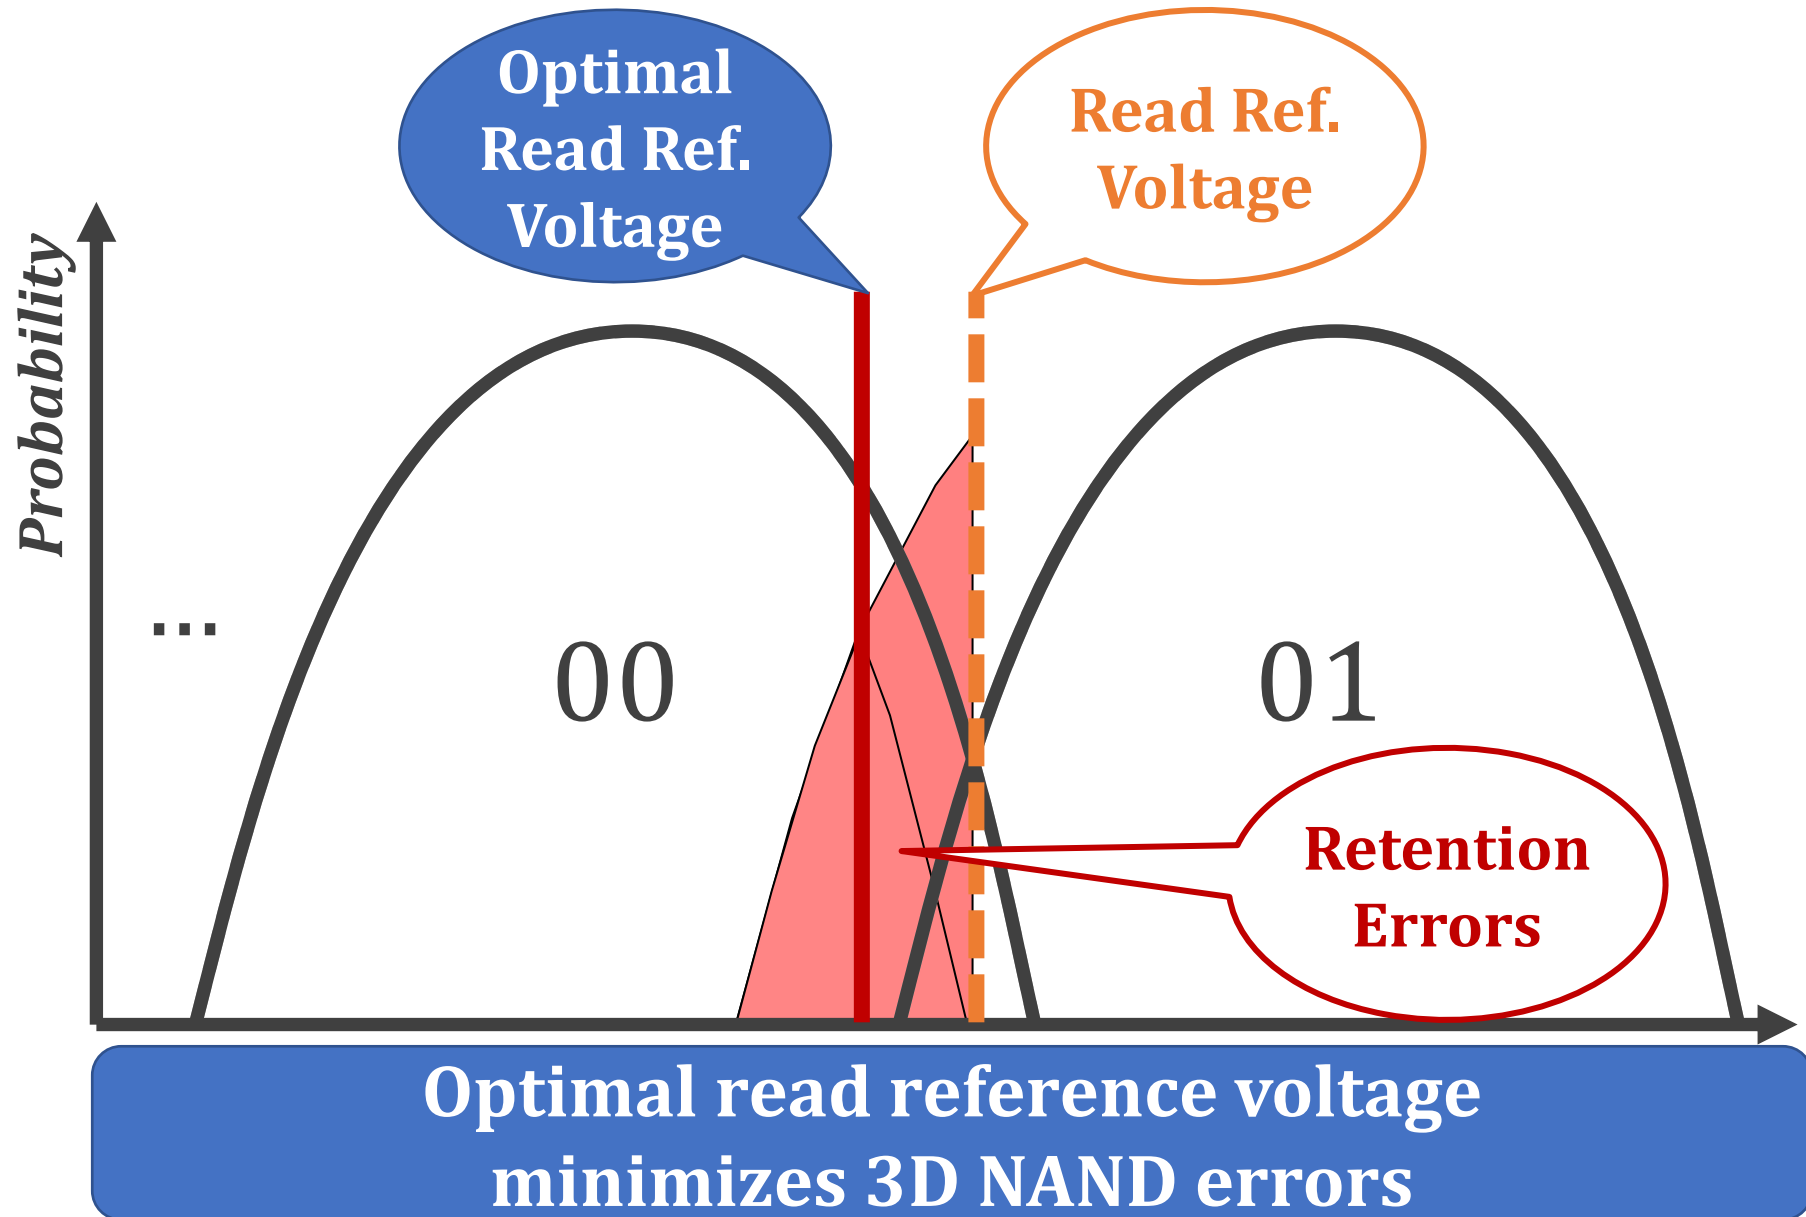 Optimal
Read Ref.
Voltage
Read Ref.
Voltage
Probability
...
00
01
Retention
Errors
Optimal read reference voltage
minimizes 3D NAND errors